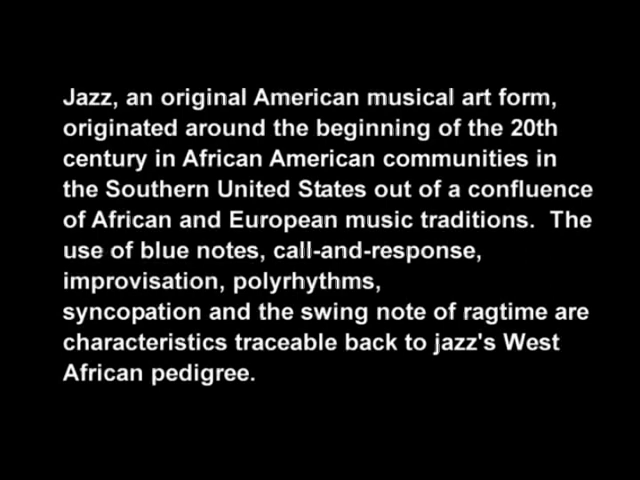 Jazz, an original American musical art form,
originated around the beginning of the 20th
century in African American communities in
the Southern United States out of a confluence
of African and European music traditions.  The
use of blue notes, call-and-response,
improvisation, polyrhythms,
syncopation and the swing note of ragtime are
characteristics traceable back to jazz's West
African pedigree.